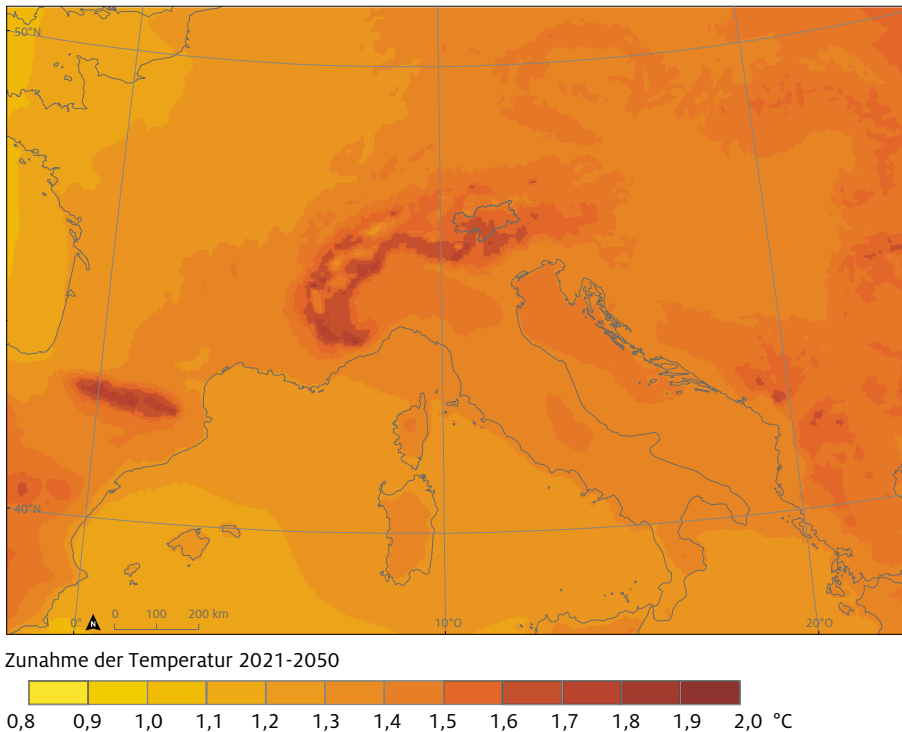 50°N
40°N
0 100 200 km
0° N 10°O 20°O
Zunahme der Temperatur 2021-2050
0,8 0,9 1,0 1,1 1,2 1,3 1,4 1,5 1,6 1,7 1,8 1,9 2,0 °C